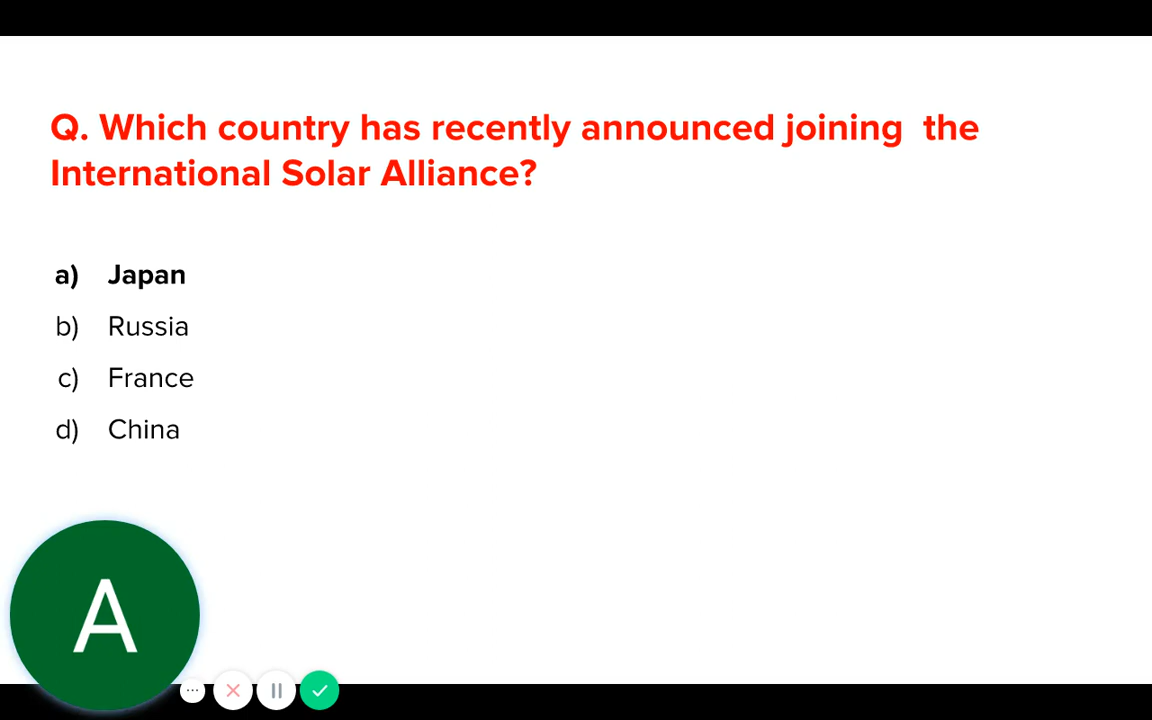 Q. Which country has recently announced joining the
International Solar Alliance?
a) Japan
b) Russia
c) France
d) China
A